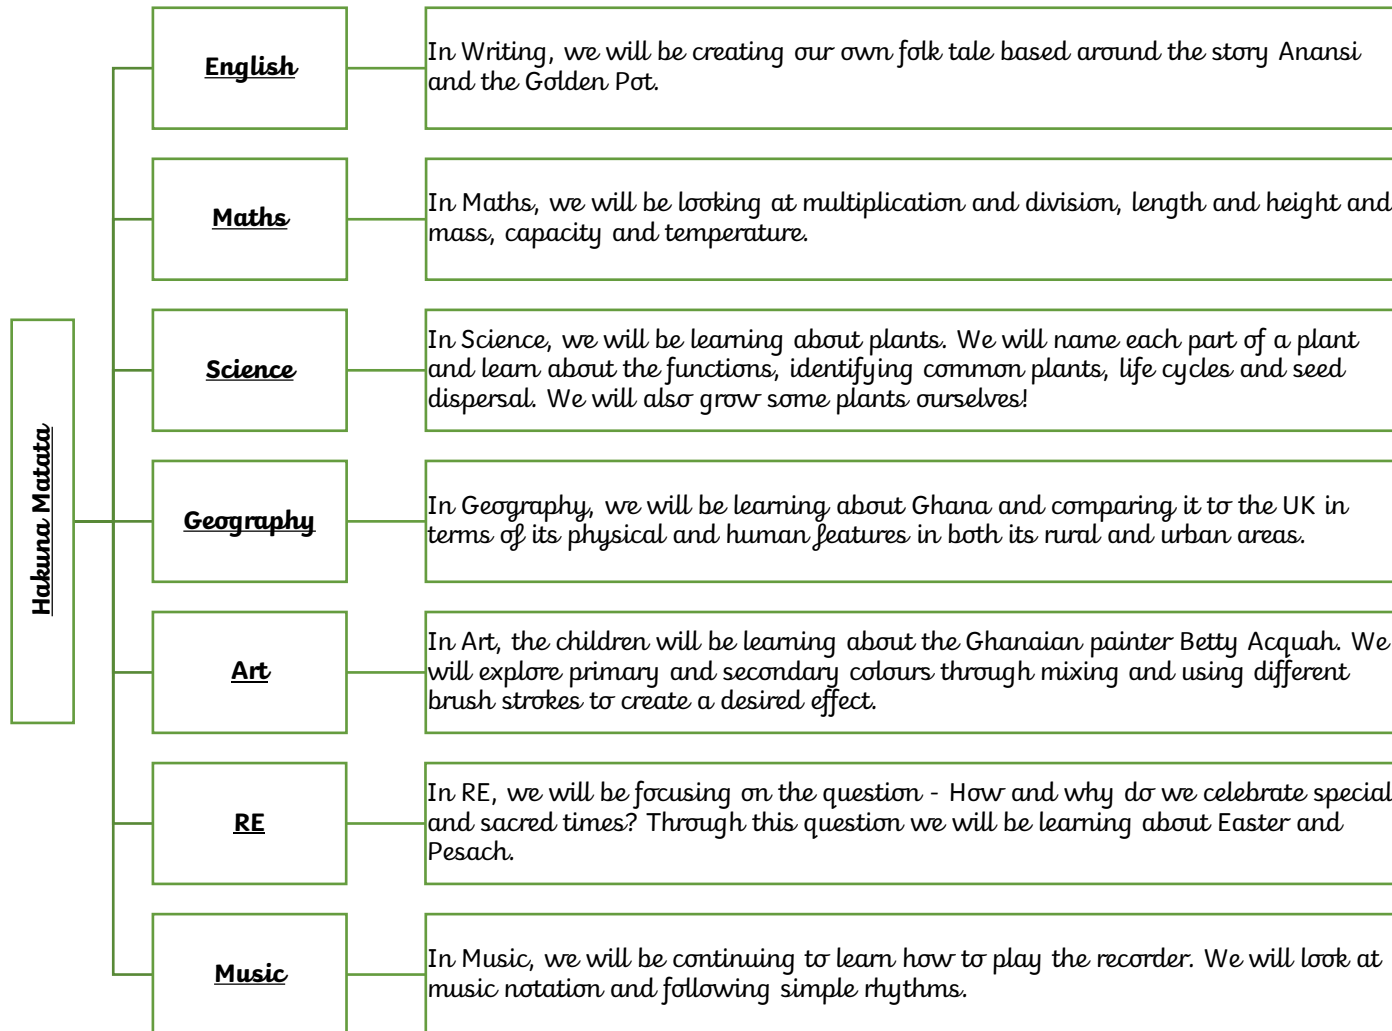 Hakuna Matata
English
In Writing, we will be creating our own folk tale based around the story Anansi
and the Golden Pot.
Maths
In Maths, we will be looking at multiplication and division, length and height and
mass, capacity and temperature.
Science
In Science, we will be learning about plants. We will name each part of a plant
and learn about the functions, identifying common plants, life cycles and seed
dispersal. We will also grow some plants ourselves!
Geography
In Geography, we will be learning about Ghana and comparing it to the UK in
terms of its physical and human features in both its rural and urban areas.
Art
In Art, the children will be learning about the Ghanaian painter Betty Acquah. We
will explore primary and secondary colours through mixing and using different
brush strokes to create a desired effect.
RE
In RE, we will be focusing on the question - How and why do we celebrate special
and sacred times? Through this question we will be learning about Easter and
Pesach.
Music
In Music, we will be continuing to learn how to play the recorder. We will look at
music notation and following simple rhythms.